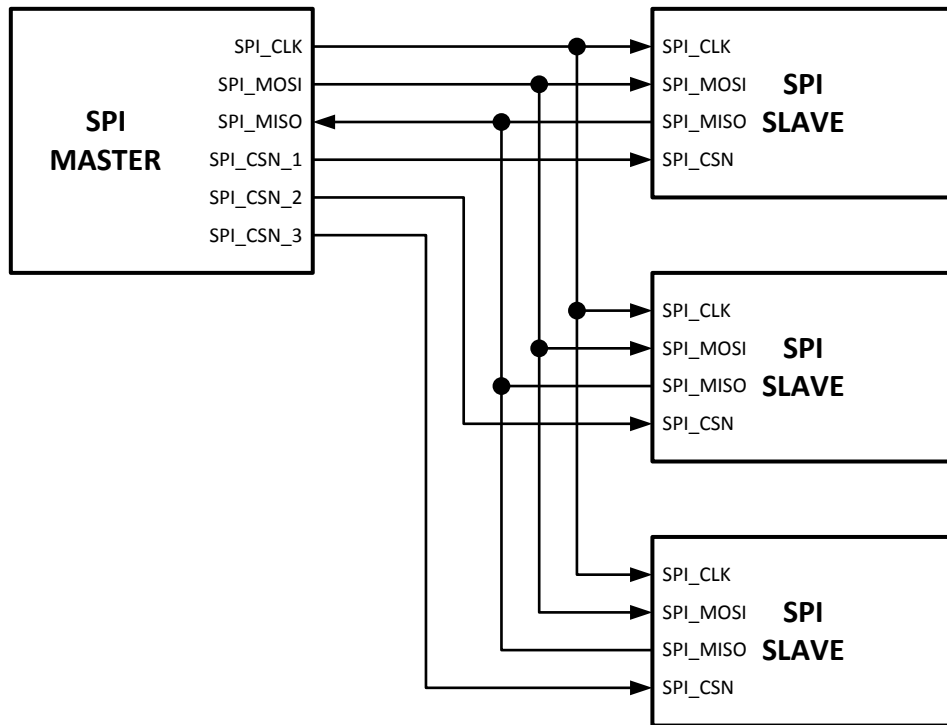 SPI_CLK
SPI_MOSI
SPI_MISO
SPI_CSN_1
SPI_CSN_2
SPI_CSN_3
SPI
MASTER
SPI_CLK
SPI_MOSI
SPI_MISO
SPI_CSN
SPI
SLAVE
SPI_CLK
SPI_MOSI
SPI_MISO
SPI_CSN
SPI
SLAVE
SPI_CLK
SPI_MOSI
SPI_MISO
SPI_CSN
SPI
SLAVE